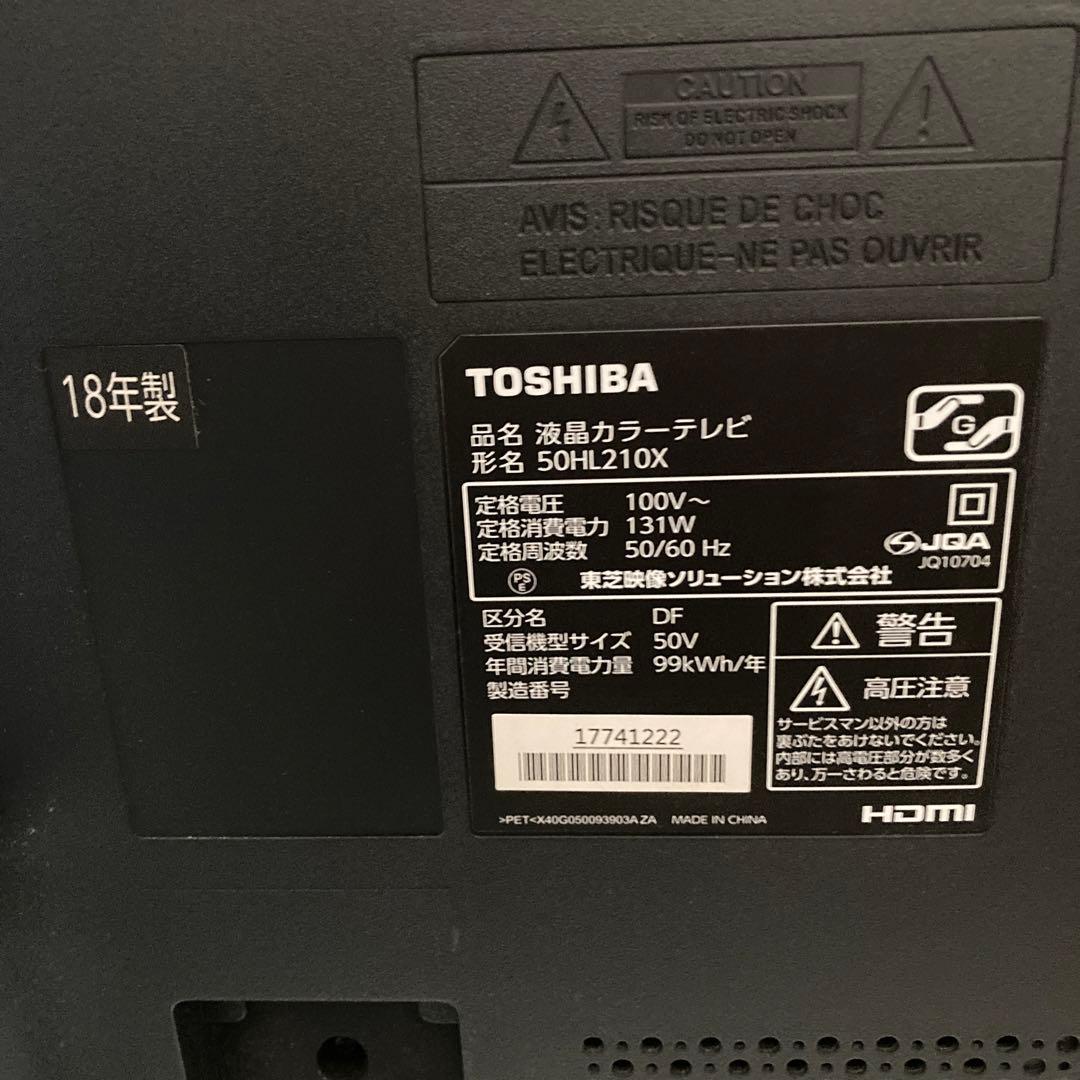 CAUTION
RISK OF ELECTRIC SHOCK
DO NOT OPEN
AVIS : RISQUE DE CHOC
ELECTRIQUE-NE PAS OUVRIR
18年製
TOSHIBA
品名 液晶カラーテレビ
形名 50HL210X
G
定格電圧 100V～
定格消費電力 131W
定格周波数 50/60 Hz
JQA
JQ10704
PS
E
東芝映像ソリューション株式会社
区分名 DF
受信機型サイズ 50V
年間消費電力量 99kWh/年
製造番号
17741222
警告
高圧注意
サービスマン以外の方は
裏ぶたをあけないでください。
内部には高電圧部分が数多く
あり、万一さわると危険です。
>PET<X40G050093903A ZA MADE IN CHINA
HDMI